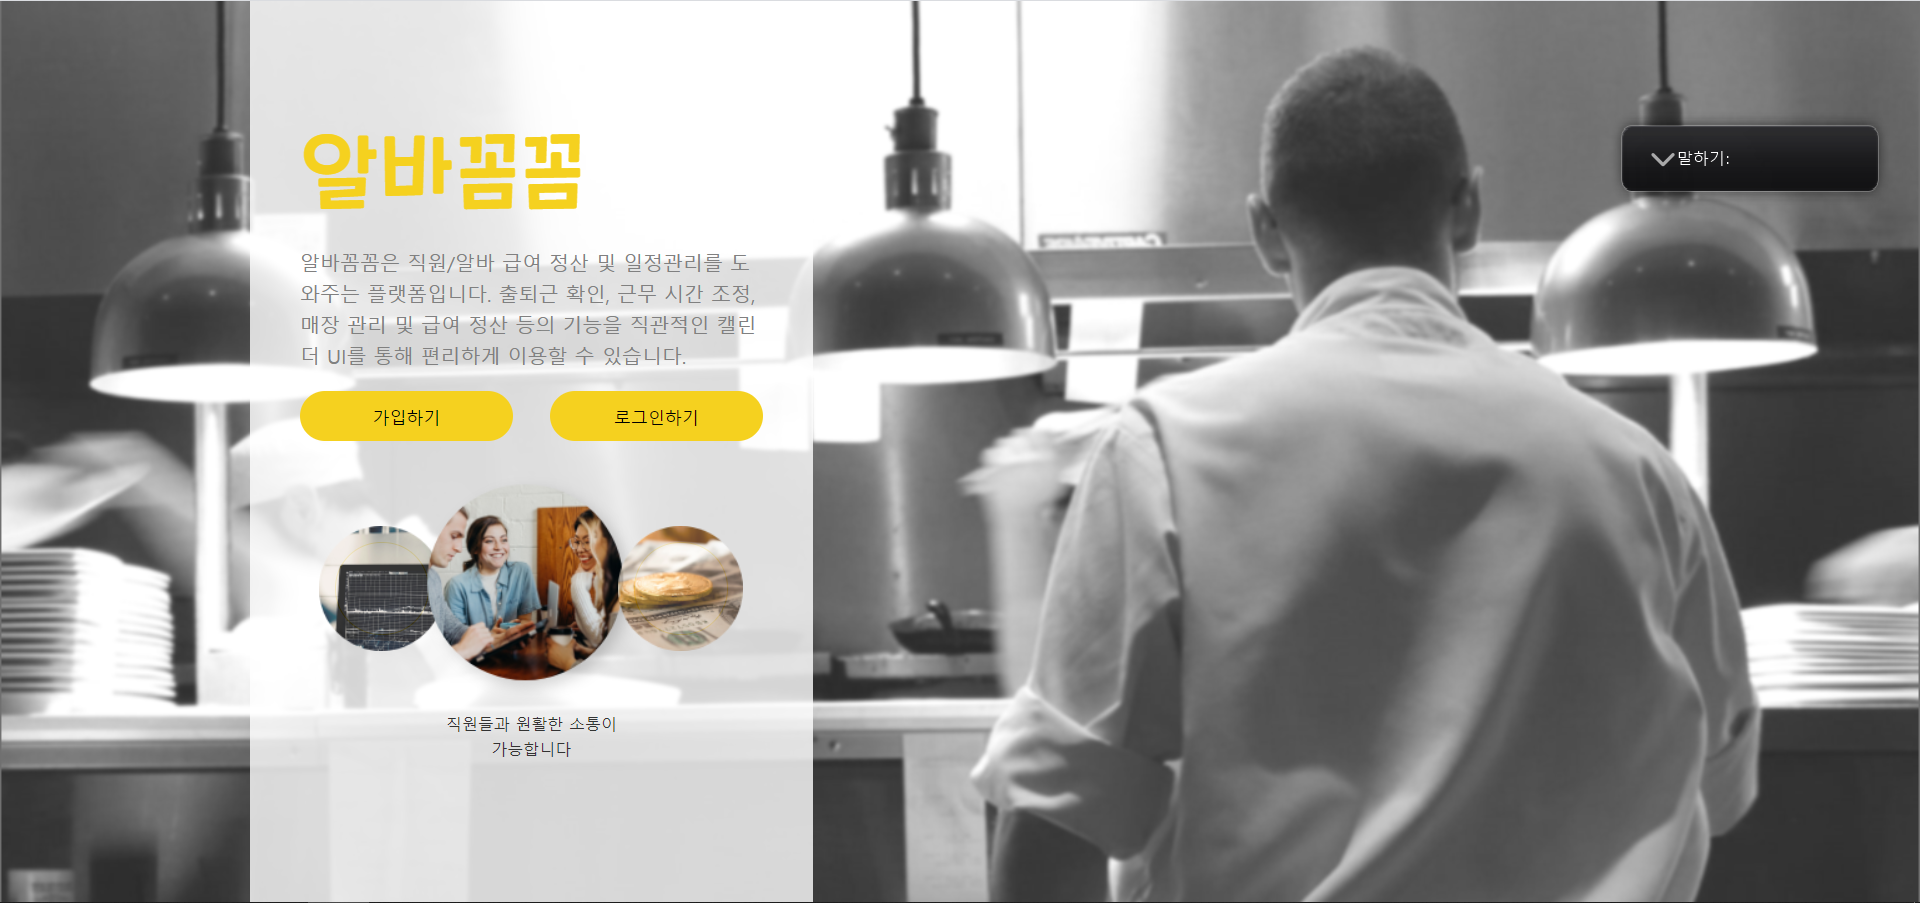 알바꼼꼼
말하기:
알바꼼꼼은 직원/알바 급여 정산 및 일정관리를 도
와주는 플랫폼입니다. 출퇴근 확인, 근무 시간 조정,
매장 관리 및 급여 정산 등의 기능을 직관적인 캘린
더 UI를 통해 편리하게 이용할 수 있습니다.
가입하기
로그인하기
직원들과 원활한 소통이
가능합니다